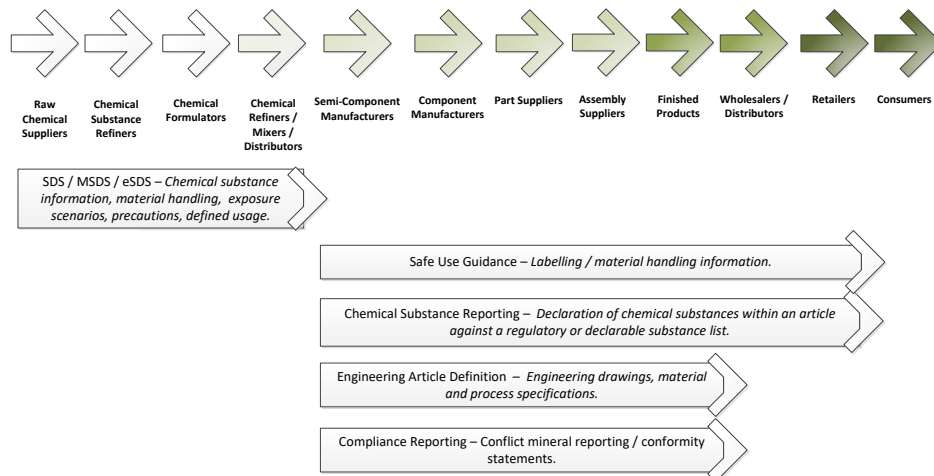 Raw
Chemical
Suppliers
Chemical
Substance
Refiners
Chemical
Formulators
Chemical
Refiners /
Mixers /
Distributors
Semi-Component
Manufacturers
Component
Manufacturers
Part Suppliers
Assembly
Suppliers
Finished
Products
Wholesalers /
Distributors
Retailers
Consumers
SDS / MSDS / eSDS – Chemical substance
information, material handling, exposure
scenarios, precautions, defined usage.
Safe Use Guidance – Labelling / material handling information.
Chemical Substance Reporting – Declaration of chemical substances within an article
against a regulatory or declarable substance list.
Engineering Article Definition – Engineering drawings, material
and process specifications.
Compliance Reporting – Conflict mineral reporting / conformity
statements.